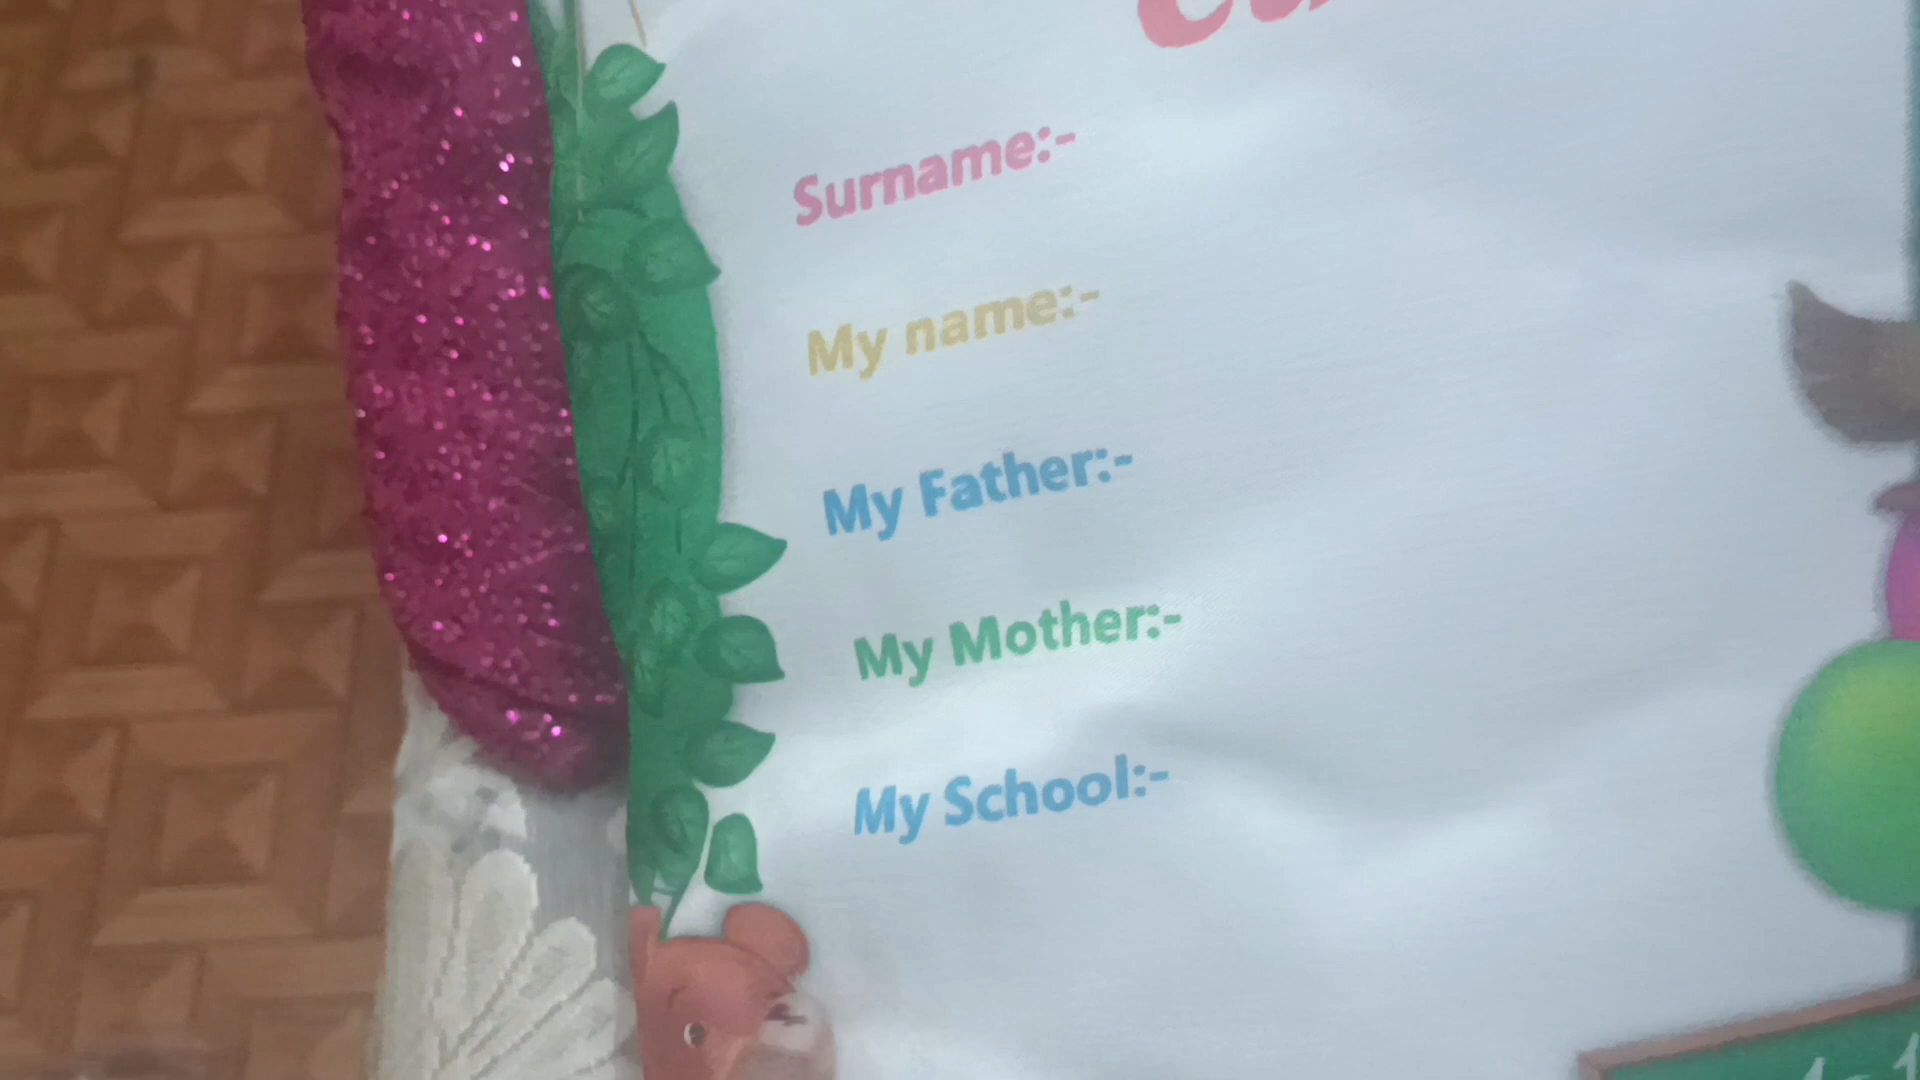 Surname:-
My name:-
My Father:-
My Mother:-
My School:-